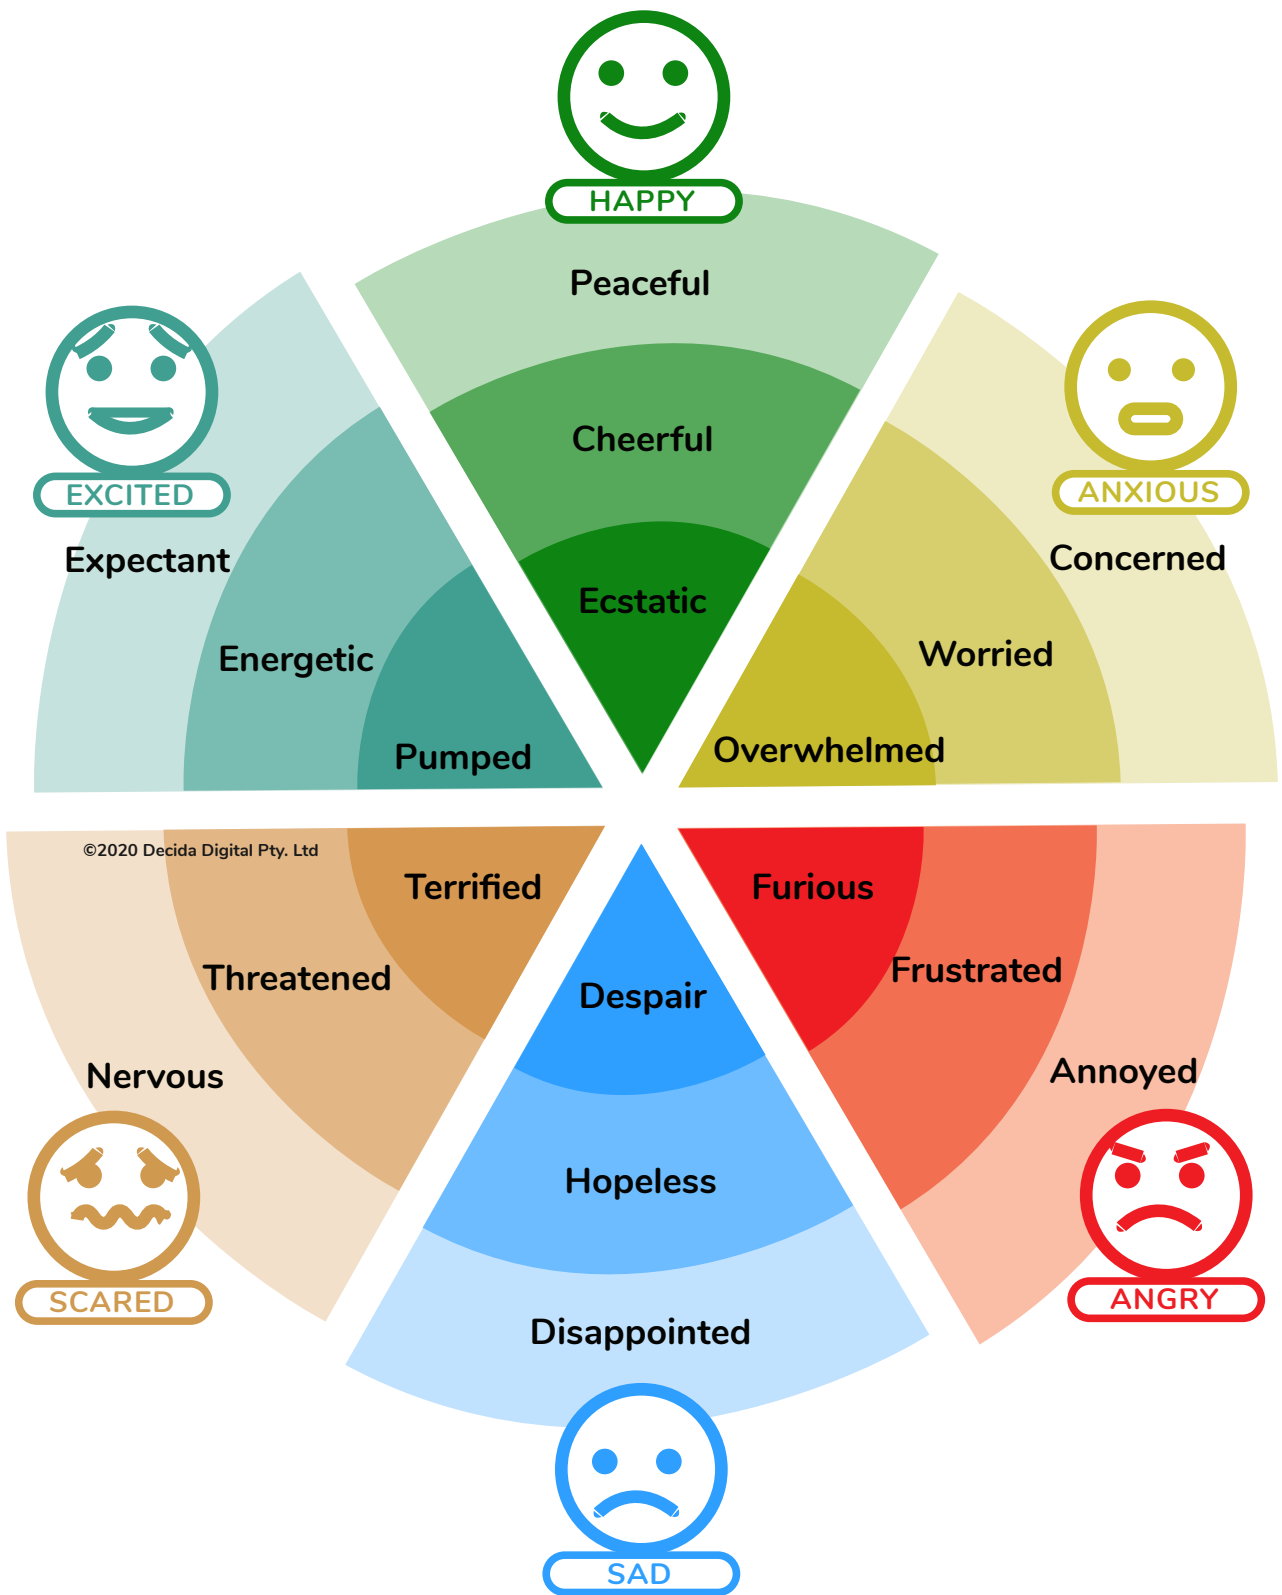 HAPPY
Peaceful
Cheerful
Ecstatic
EXCITED
Expectant
Energetic
Pumped
ANXIOUS
Concerned
Worried
Overwhelmed
©2020 Decida Digital Pty. Ltd
Terrified
Threatened
Nervous
SCARED
Despair
Hopeless
Disappointed
SAD
Furious
Frustrated
Annoyed
ANGRY